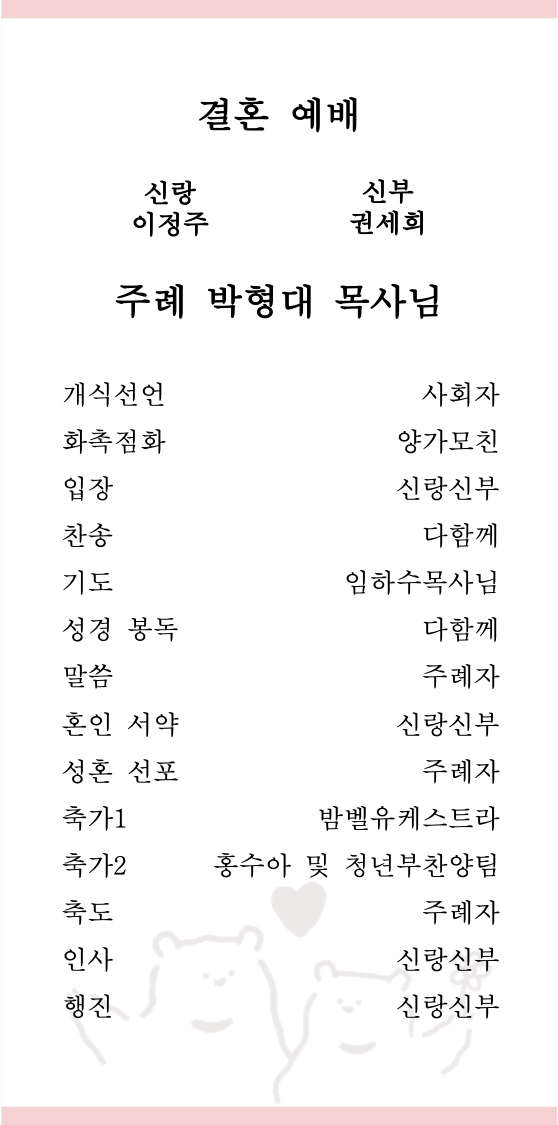 결혼 예배
신랑 신부
이정주 권세희
주례 박형대 목사님
개식선언 사회자
화촉점화 양가모친
입장 신랑신부
찬송 다함께
기도 임하수목사님
성경 봉독 다함께
말씀 주례자
혼인 서약 신랑신부
성혼 선포 주례자
축가1 밤벨유케스트라
축가2 홍수아 및 청년부찬양팀
축도 주례자
인사 신랑신부
행진 신랑신부